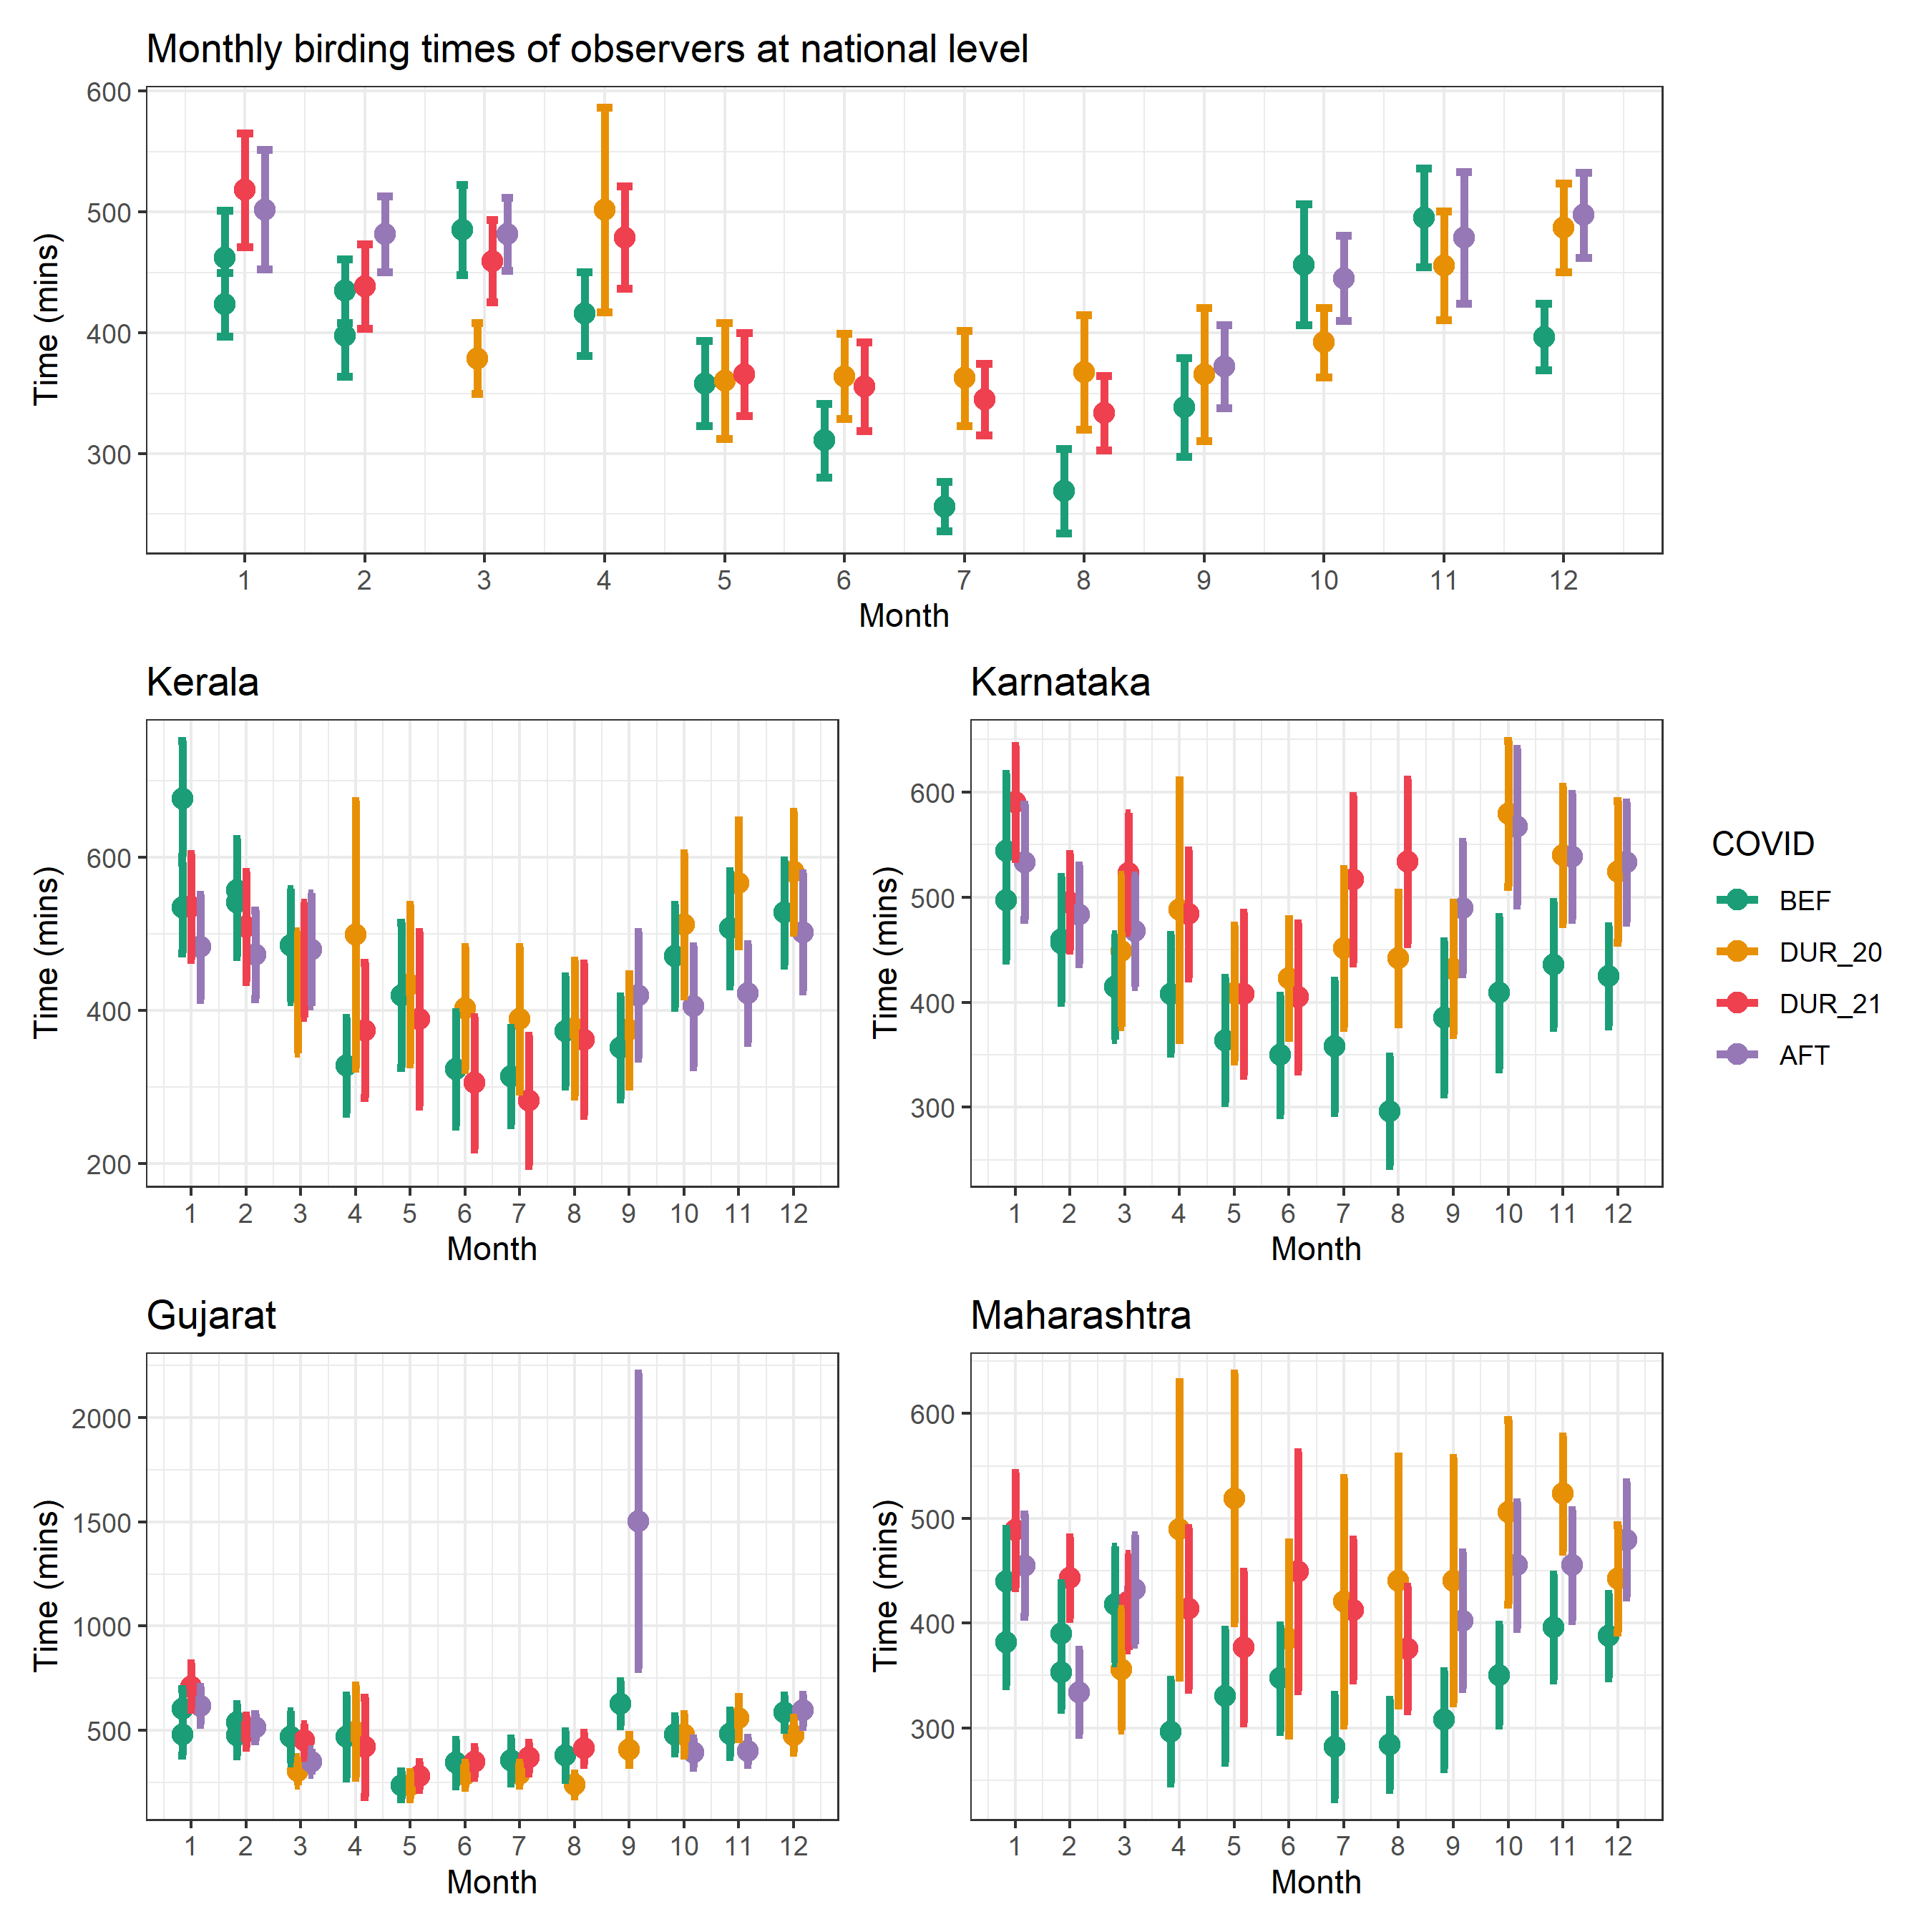 Monthly birding times of observers at national level
600
500
400
300
Time (mins)
1 2 3 4 5 6 7 8 9 10 11 12
Month
Kerala
600
400
200
Time (mins)
1 2 3 4 5 6 7 8 9 10 11 12
Month
Karnataka
600
500
400
300
Time (mins)
1 2 3 4 5 6 7 8 9 10 11 12
Month
COVID
BEF
DUR_20
DUR_21
AFT
Gujarat
2000
1500
1000
500
Time (mins)
1 2 3 4 5 6 7 8 9 10 11 12
Month
Maharashtra
600
500
400
300
Time (mins)
1 2 3 4 5 6 7 8 9 10 11 12
Month